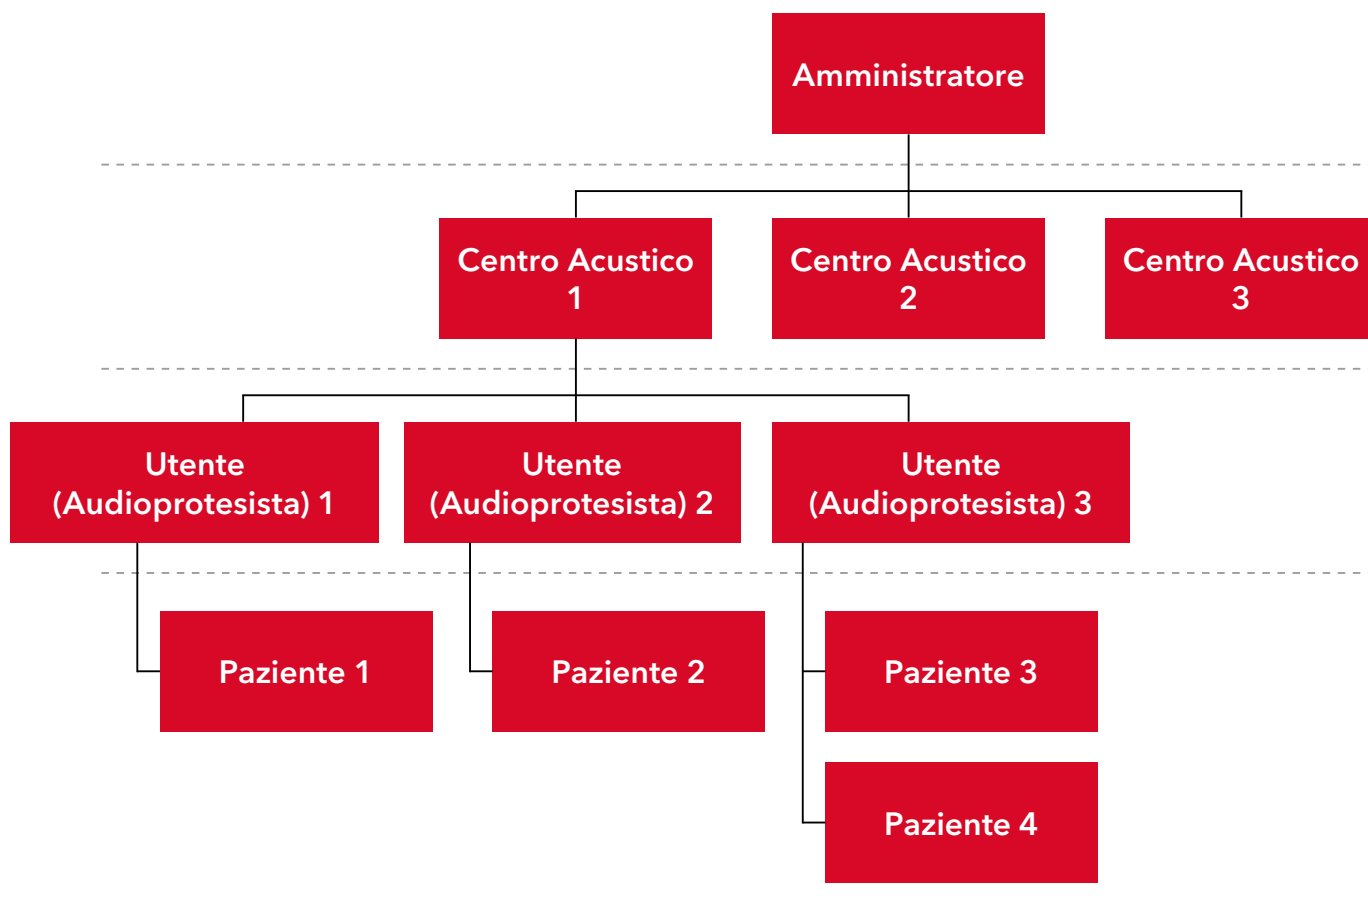 Amministratore
Centro Acustico
1
Centro Acustico
2
Centro Acustico
3
Utente
(Audioprotesista) 1
Utente
(Audioprotesista) 2
Utente
(Audioprotesista) 3
Paziente 1
Paziente 2
Paziente 3
Paziente 4